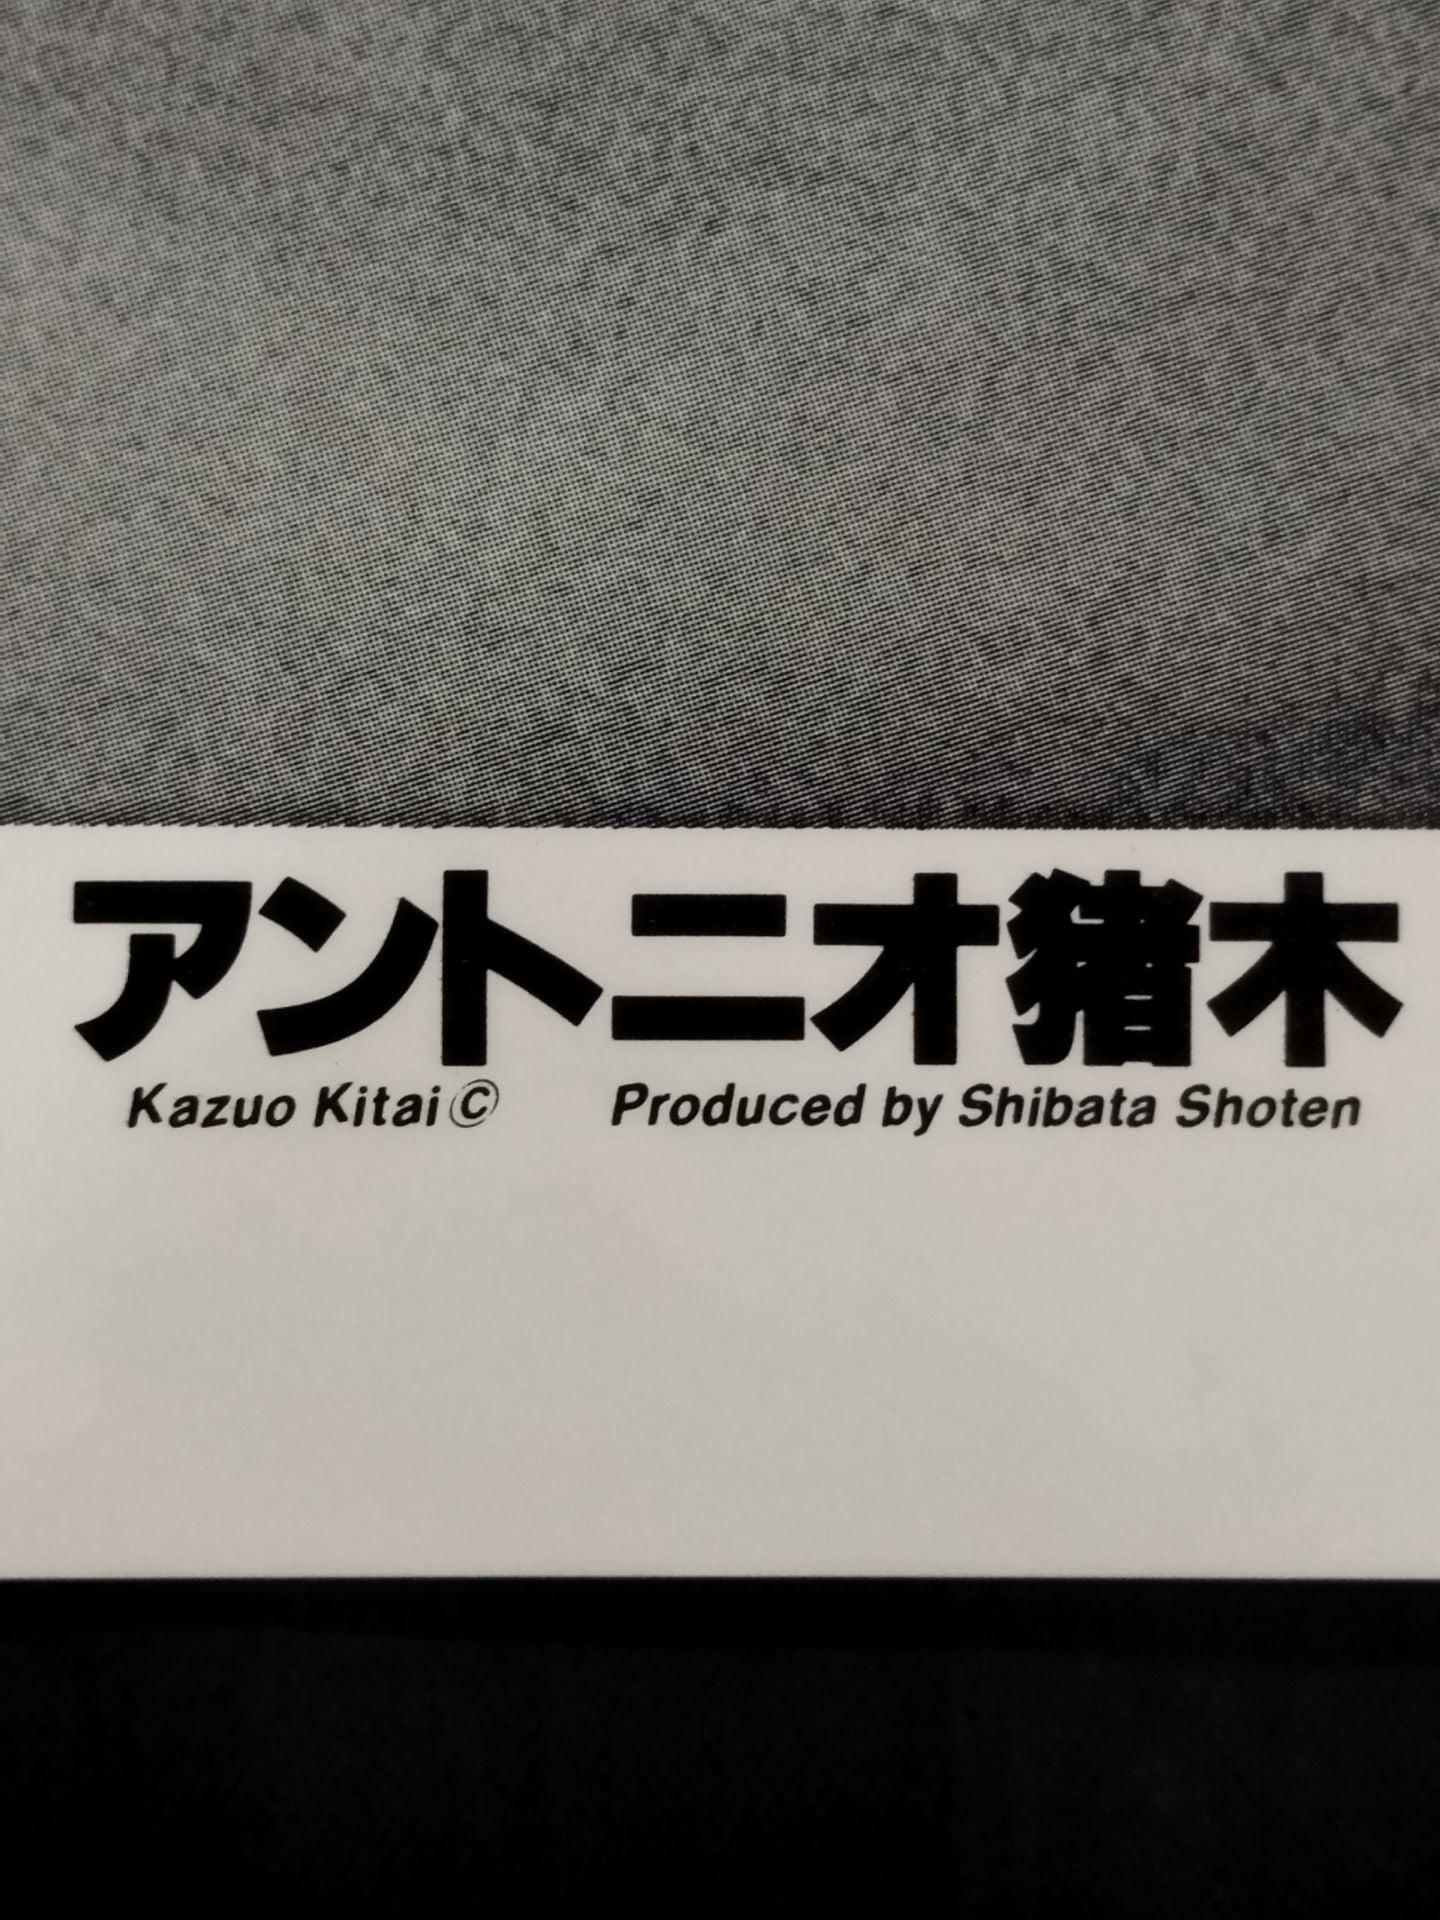 アントニオ猪木
Kazuo Kitai© Produced by Shibata Shoten